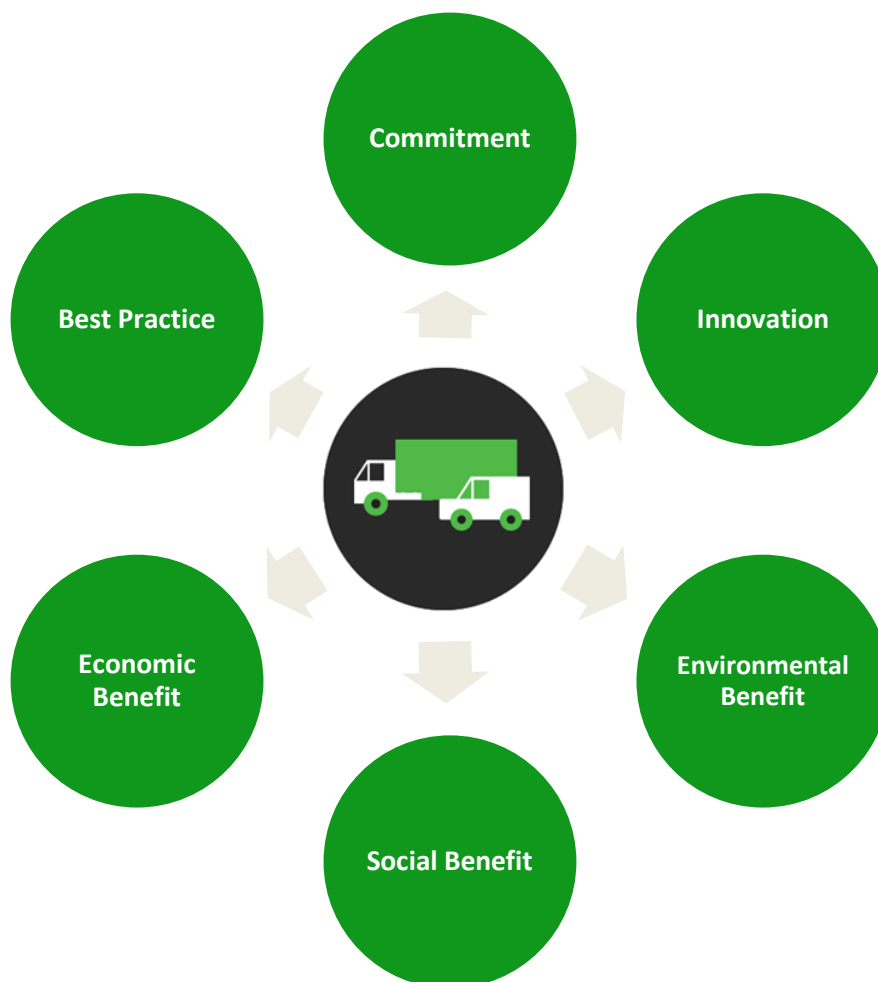 Commitment
Best Practice
Innovation
Economic
Benefit
Environmental
Benefit
Social Benefit